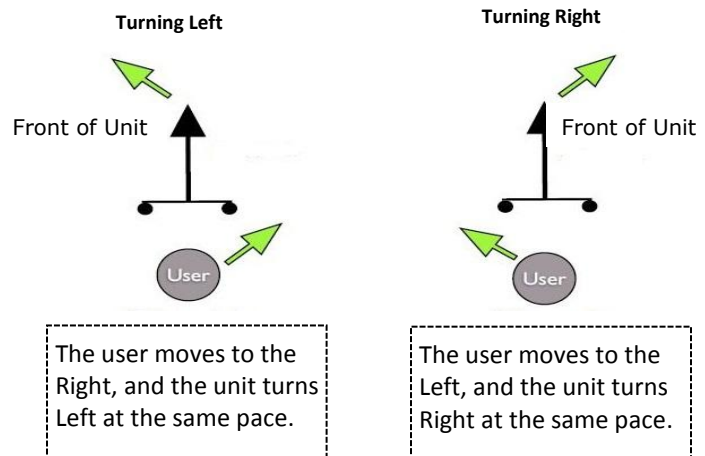 Turning Left
Turning Right
Front of Unit
Front of Unit
User
User
The user moves to the
Right, and the unit turns
Left at the same pace.
The user moves to the
Left, and the unit turns
Right at the same pace.